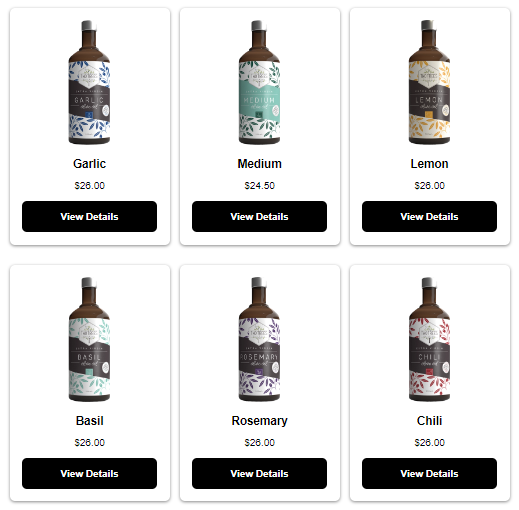 GARLIC
MEDIUM
LEMON
Garlic
Medium
Lemon
$26.00
$24.50
$26.00
View Details
View Details
View Details
BASIL
ROSEMARY
CHILI
Basil
Rosemary
Chili
$26.00
$26.00
$26.00
View Details
View Details
View Details